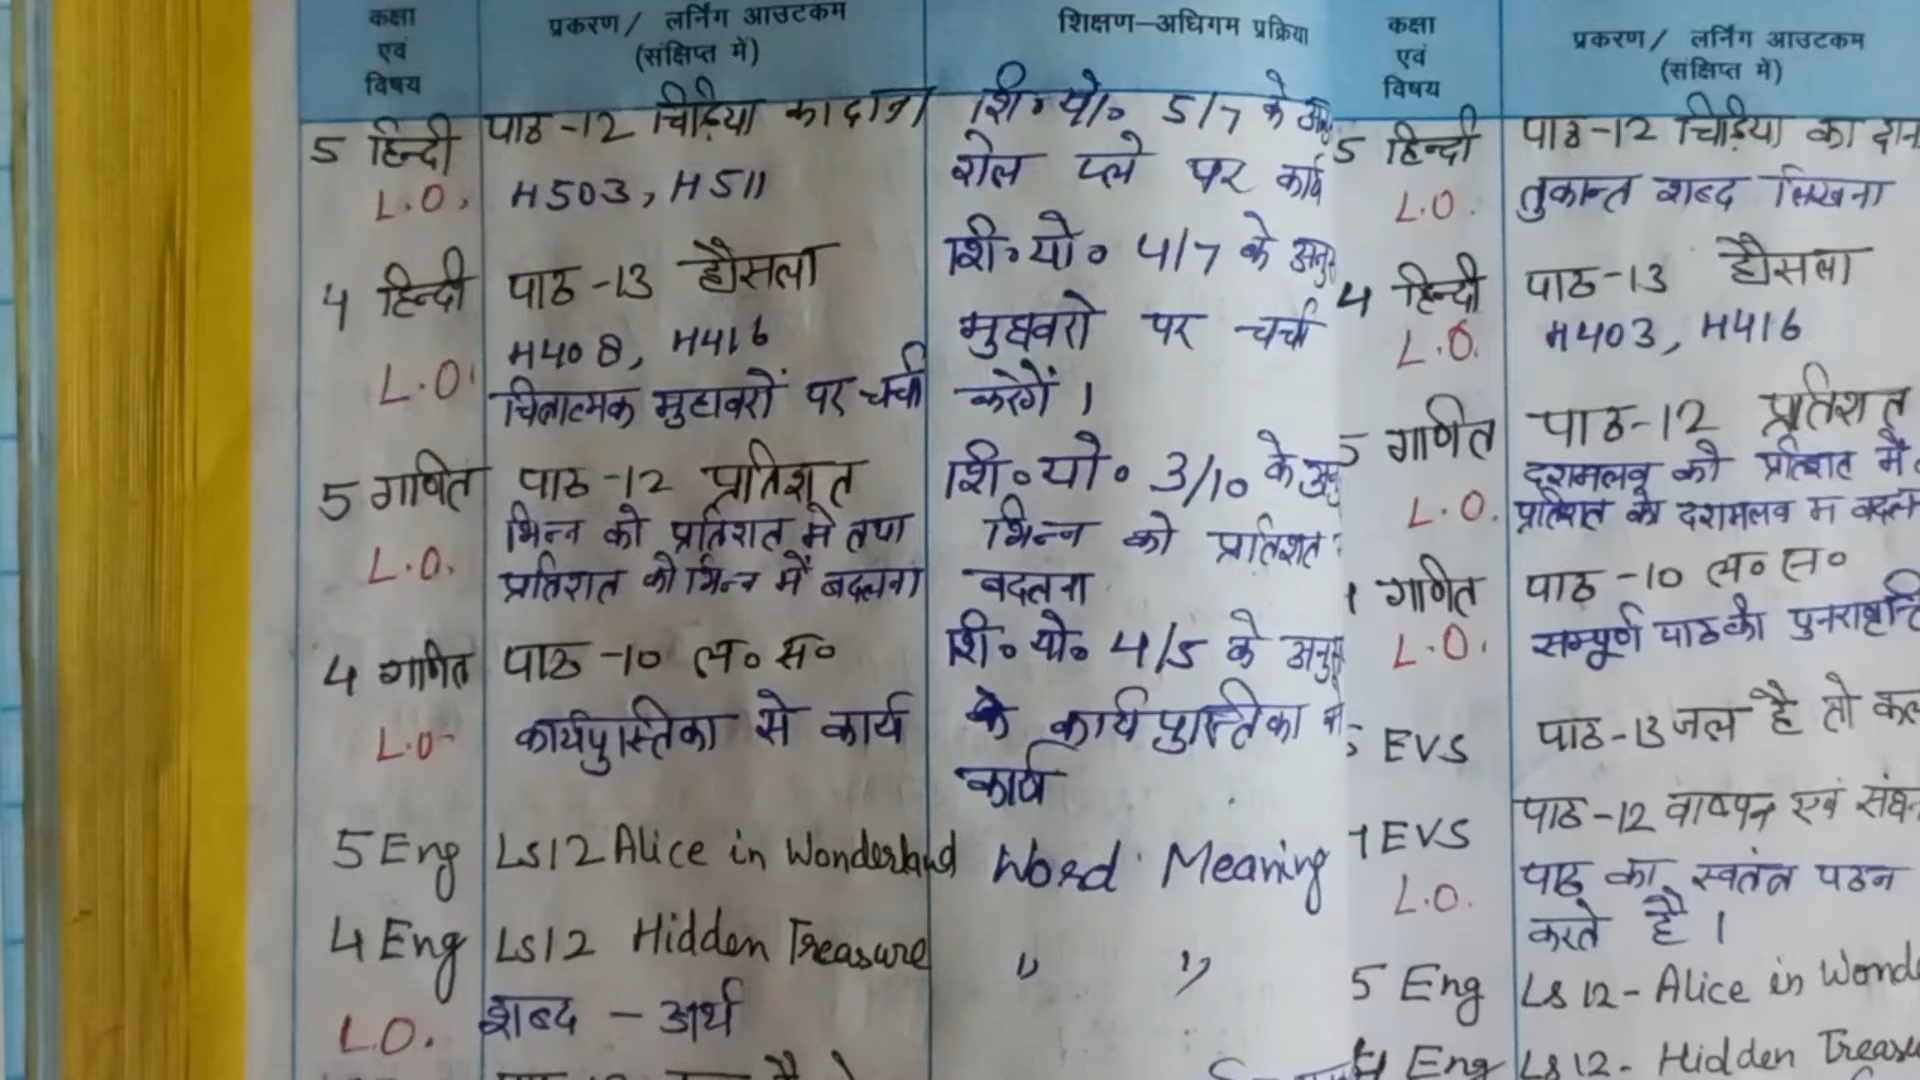 कक्षा एवं विषय
प्रकरण / लर्निंग आउटकम (संक्षिप्त में)
शिक्षण–अधिगम प्रक्रिया
5 हिन्दी
L.O.
पाठ -12 चिड़िया का दाना
H503, H511
शि॰ यो॰ 5/7 के
रोल प्ले पर कार्य
4 हिन्दी
L.O.
पाठ -13 हौसला
H408, H416
चित्रात्मक मुहावरों पर चर्चा
शि॰ यो॰ 4/7 के
मुहावरो पर चर्चा
करेगें ।
5 गणित
L.O.
पाठ -12 प्रतिशत
भिन्न को प्रतिशत मे तथा
प्रतिशत को भिन्न में बदलना
शि॰ यो॰ 3/10 के
भिन्न को प्रतिशत
बदलना
4 गणित
L.O
पाठ -10 ल॰ स॰
कार्यपुस्तिका से कार्य
शि॰ यो॰ 4/5 के
के कार्यपुस्तिका
कार्य
5 Eng
Ls12 Alice in Wonderland
Word Meaning
4 Eng
L.O.
Ls12 Hidden Treasure
शब्द - अर्थ
" "
कक्षा एवं विषय
प्रकरण / लर्निंग आउटकम (संक्षिप्त में)
5 हिन्दी
L.O.
पाठ -12 चिड़िया का
तुकान्त शब्द लिखना
4 हिन्दी
L.O.
पाठ -13 हौसला
H403, H416
5 गणित
L.O.
पाठ-12 प्रतिशत
दशमलव को प्रतिशत में
प्रतिशत को दशमलव म
गणित
L.O.
पाठ -10 ल॰ स॰
सम्पूर्ण पाठ की
EVS
पाठ-13 जल है तो
EVS
L.O.
पाठ-12 वाष्पन एवं
पाठ का स्वतंत्र पठन
करते है ।
5 Eng
Ls 12 - Alice in
4 Eng
Ls 12 - Hidden